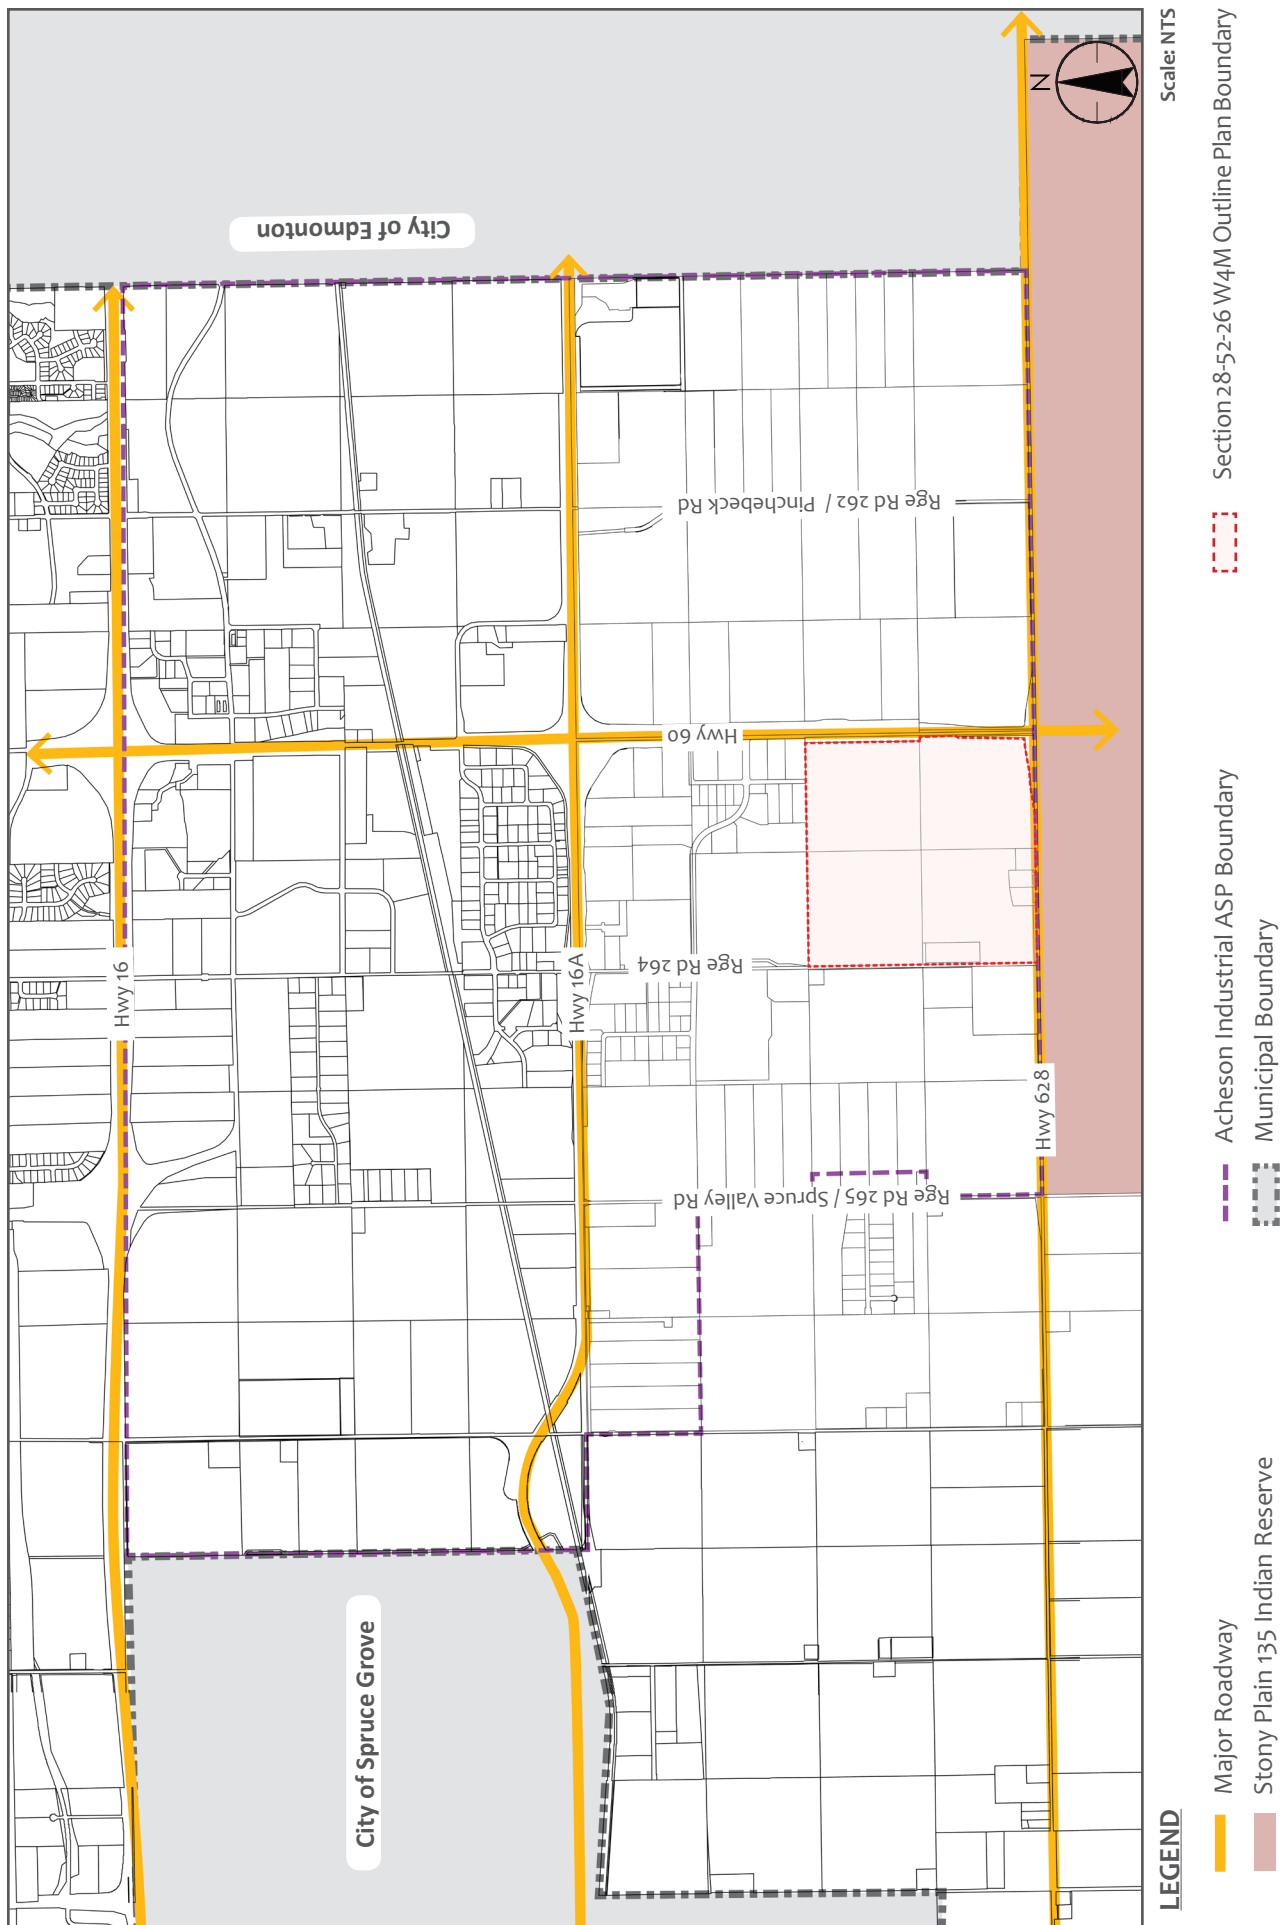 City of Edmonton
City of Spruce Grove
Hwy 16
Hwy 16A
Hwy 60
Hwy 628
Rge Rd 262 / Pinchebeck Rd
Rge Rd 264
Rge Rd 265 / Spruce Valley Rd
N
Scale: NTS
LEGEND
Major Roadway
Stony Plain 135 Indian Reserve
Acheson Industrial ASP Boundary
Municipal Boundary
Section 28-52-26 W4M Outline Plan Boundary